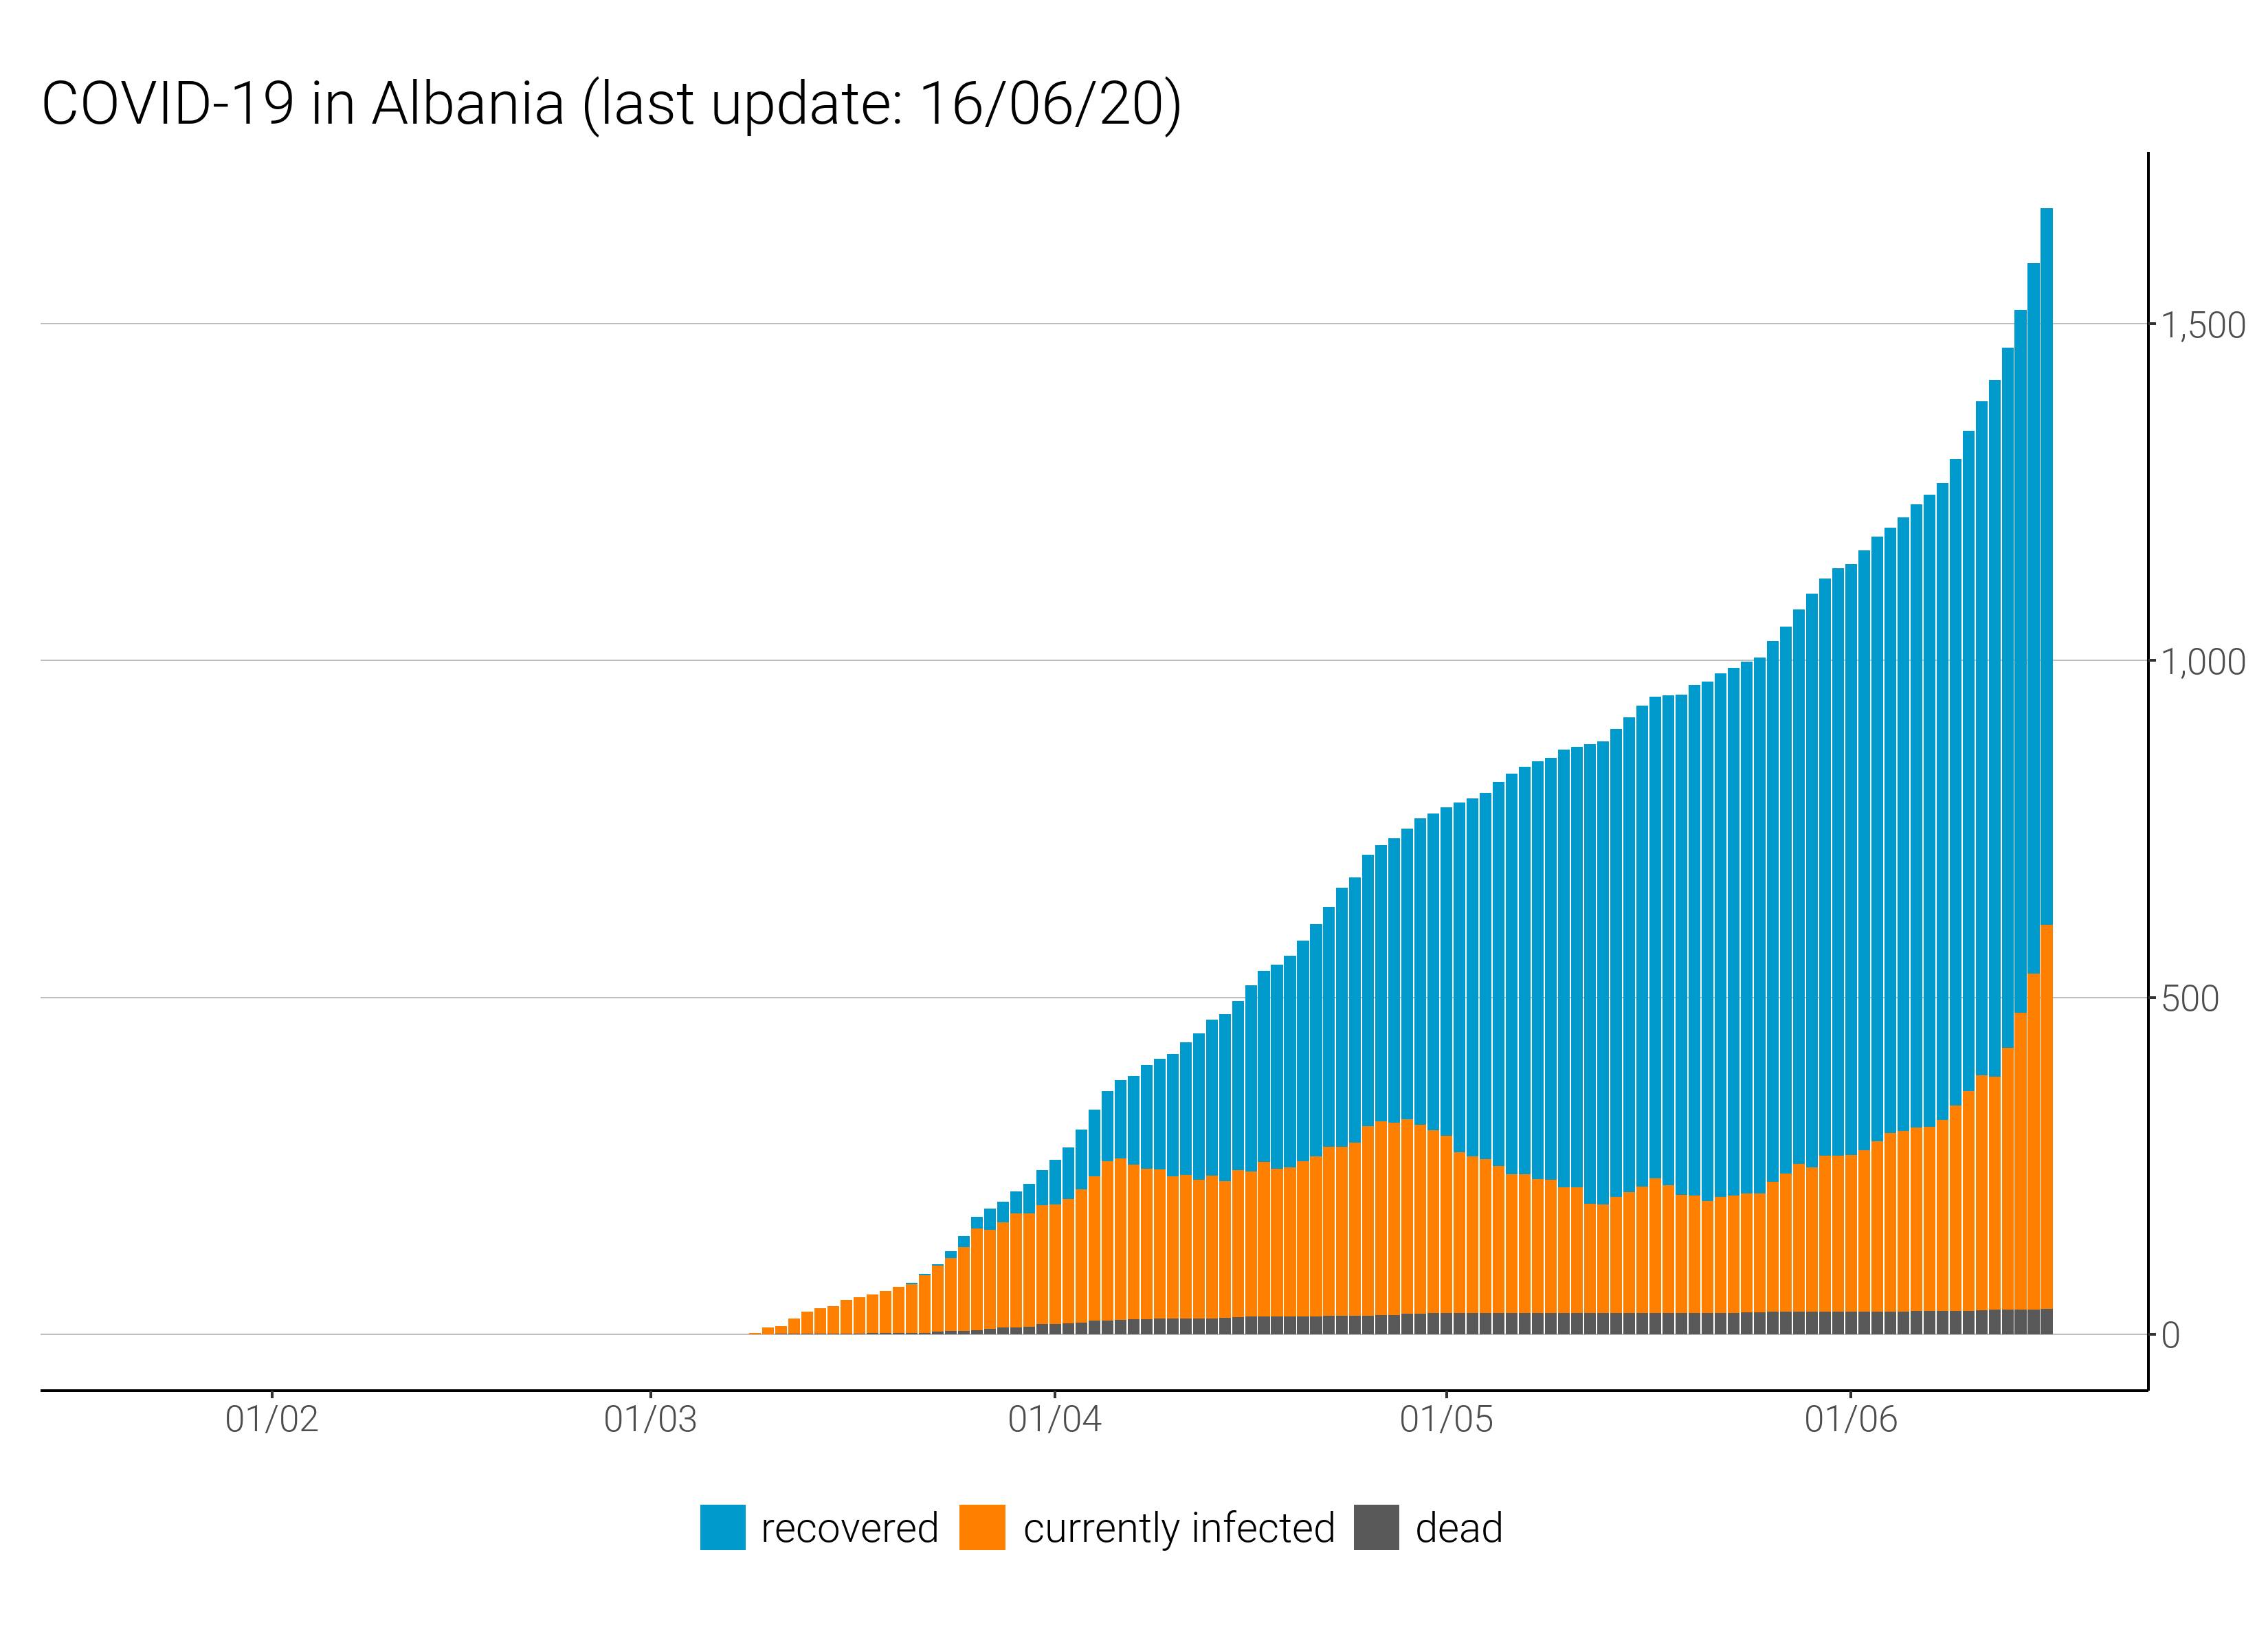 COVID-19 in Albania (last update: 16/06/20)
1,500
1,000
500
0
01/02 01/03 01/04 01/05 01/06
recovered currently infected dead